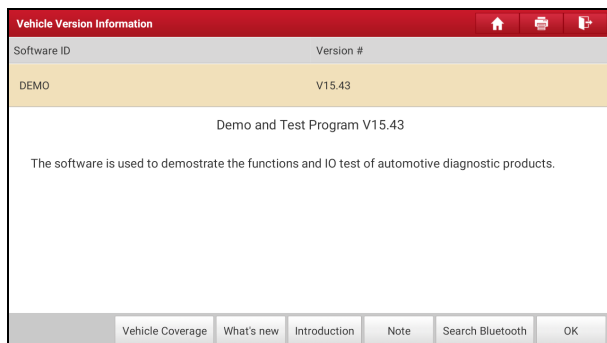 Vehicle Version Information
Software ID Version #
DEMO V15.43
Demo and Test Program V15.43
The software is used to demostrate the functions and IO test of automotive diagnostic products.
Vehicle Coverage What's new Introduction Note Search Bluetooth OK